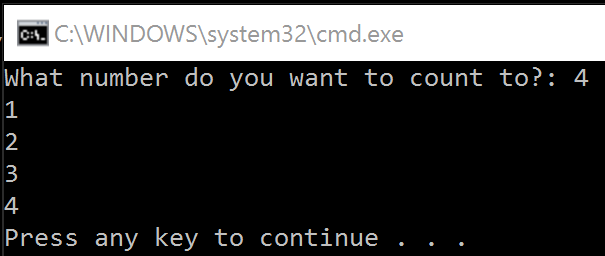 C:\WINDOWS\system32\cmd.exe
What number do you want to count to?: 4
1
2
3
4
Press any key to continue . . .